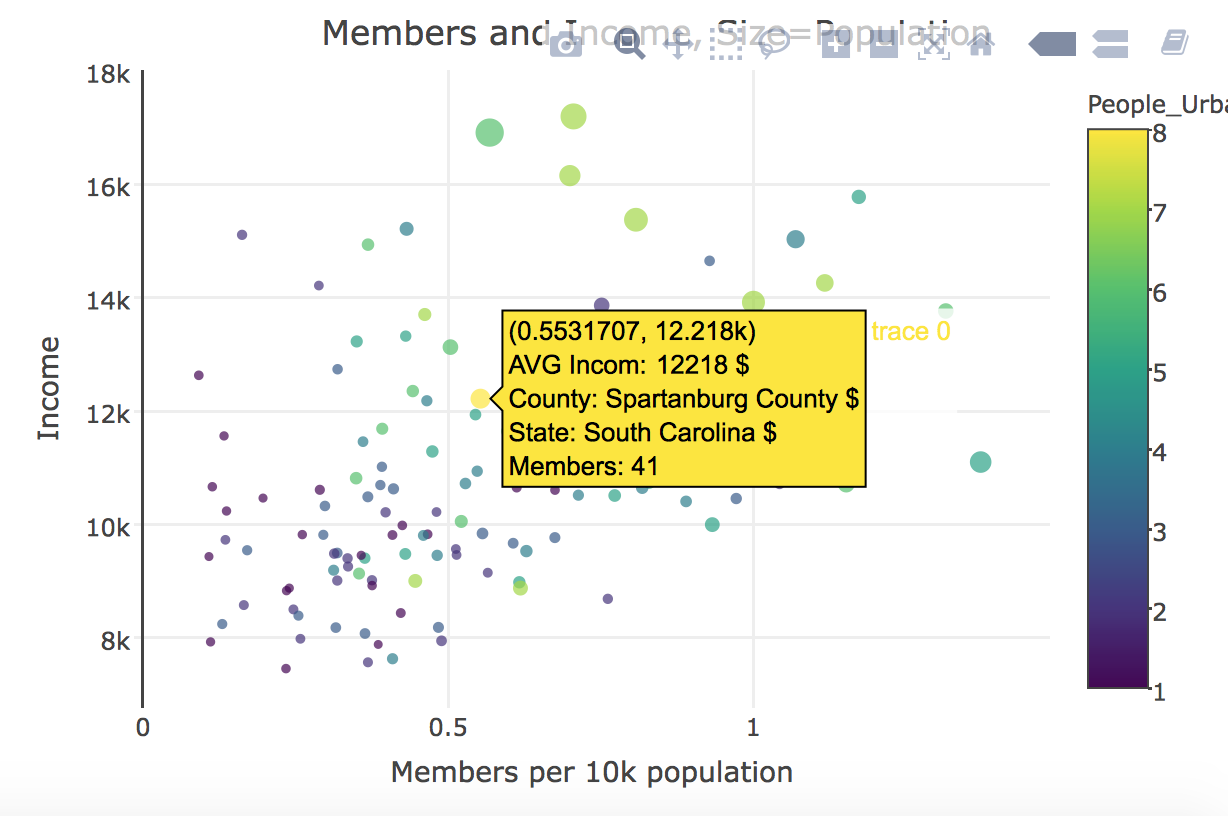 Members and Income, Size=Population
People_Urba
18k
16k
14k
12k
10k
8k
Income
0
0.5
1
Members per 10k population
(0.5531707, 12.218k)
AVG Incom: 12218 $
County: Spartanburg County $
State: South Carolina $
Members: 41
trace 0
8
7
6
5
4
3
2
1